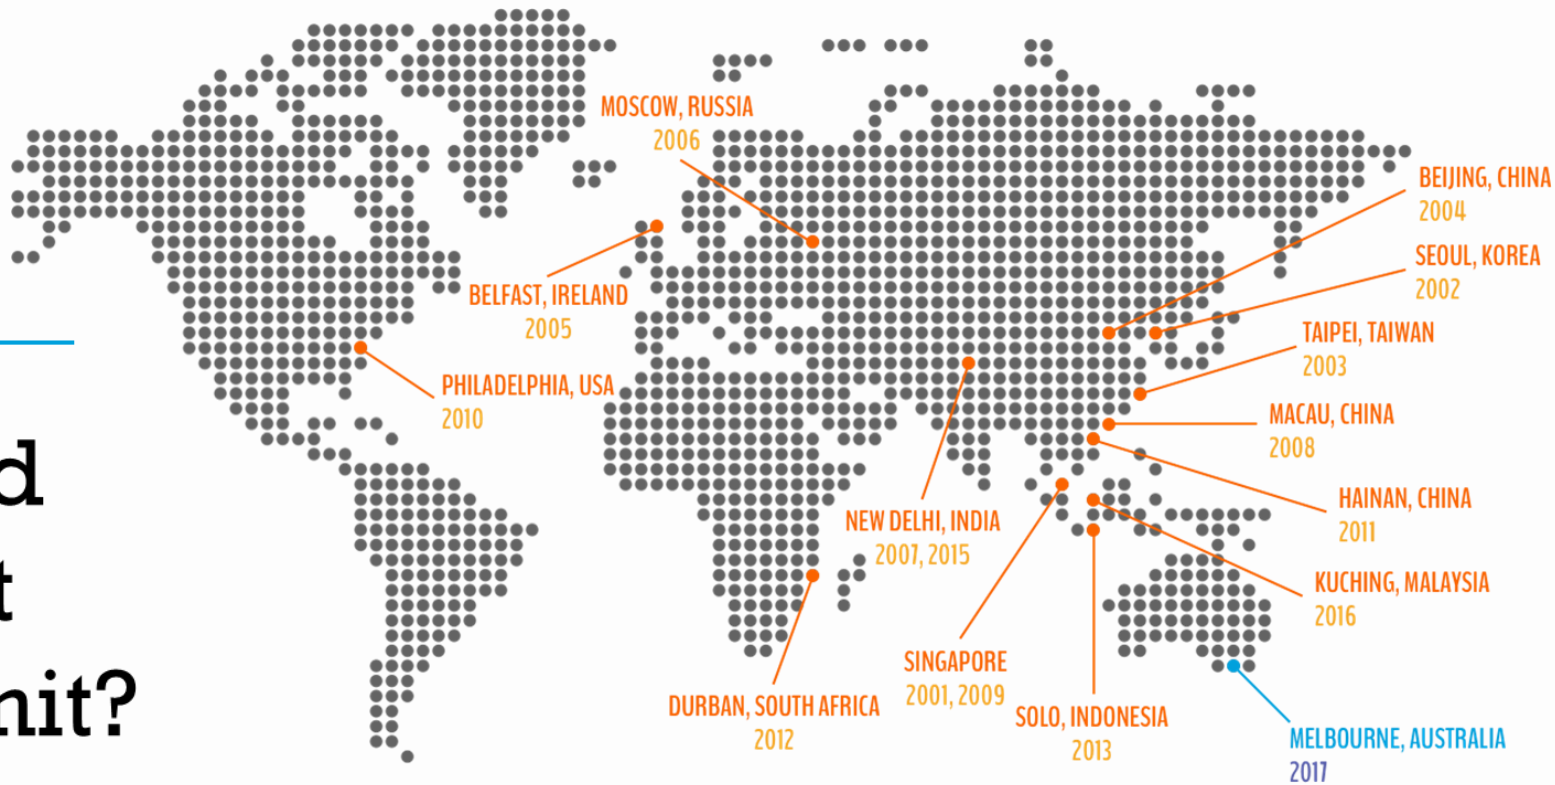 MOSCOW, RUSSIA
2006
BEIJING, CHINA
2004
BELFAST, IRELAND
2005
SEOUL, KOREA
2002
TAIPEI, TAIWAN
2003
PHILADELPHIA, USA
2010
MACAU, CHINA
2008
HAINAN, CHINA
2011
NEW DELHI, INDIA
2007, 2015
KUCHING, MALAYSIA
2016
SINGAPORE
2001, 2009
DURBAN, SOUTH AFRICA
2012
SOLO, INDONESIA
2013
MELBOURNE, AUSTRALIA
2017
d
t
nit?